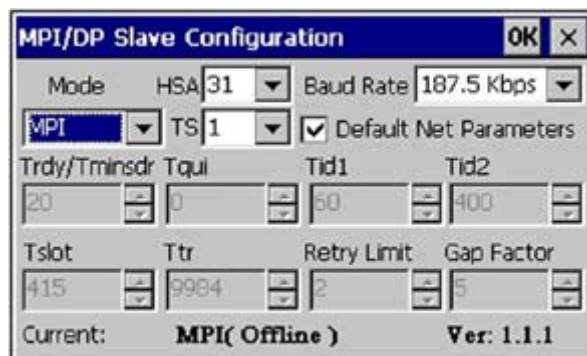 MPI/DP Slave Configuration OK ×
Mode HSA 31 Baud Rate 187.5 Kbps
MPI TS 1 Default Net Parameters
Trdy/Tminsdr Tqui Tid1 Tid2
20 0 60 400
Tslot Ttr Retry Limit Gap Factor
415 9984 2 5
Current: MPI( Offline ) Ver: 1.1.1